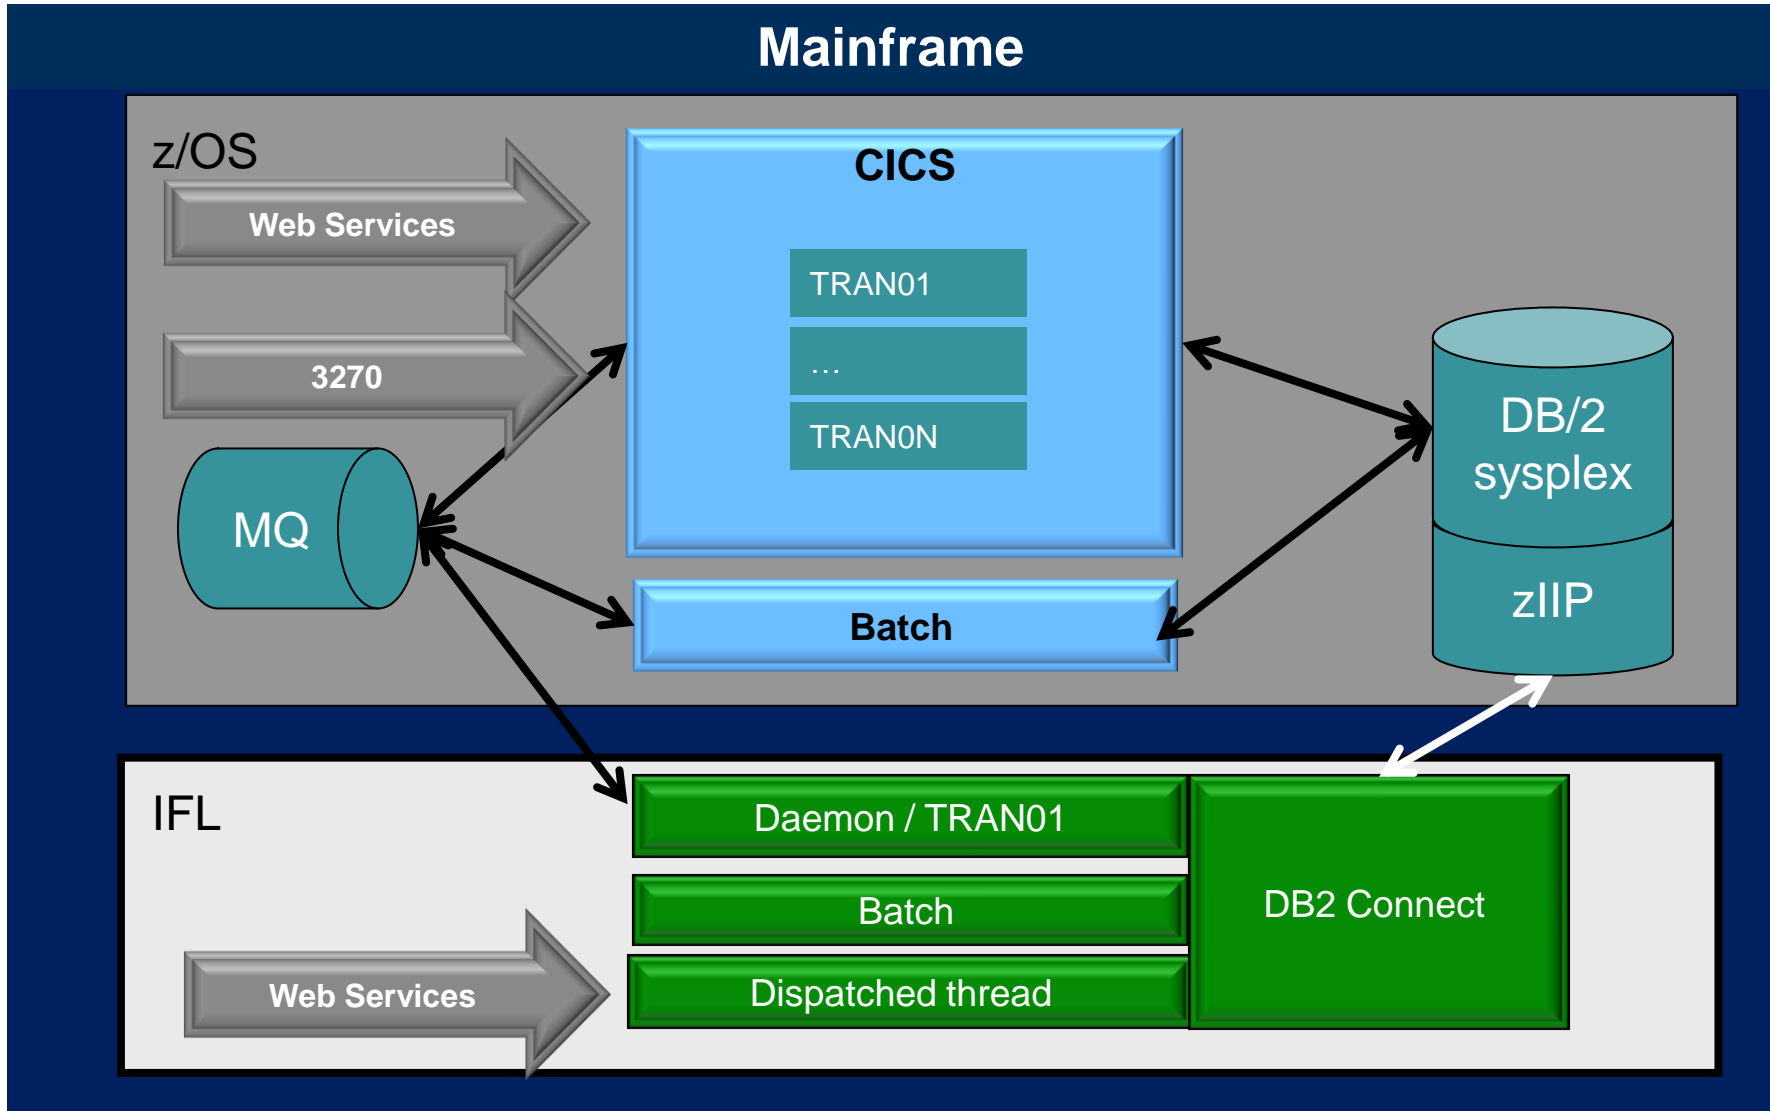 Mainframe
z/OS
Web Services
3270
MQ
CICS
TRAN01
...
TRAN0N
Batch
DB/2
sysplex
zIIP
IFL
Web Services
Daemon / TRAN01
Batch
Dispatched thread
DB2 Connect